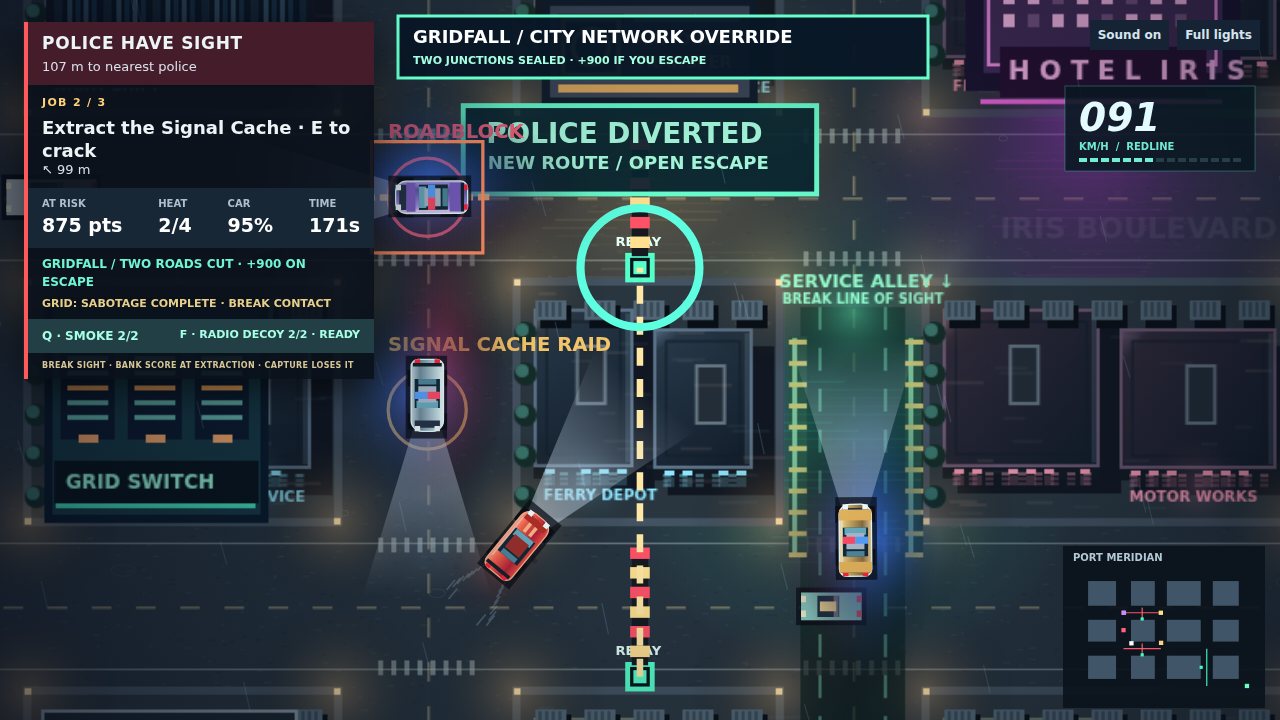 POLICE HAVE SIGHT
107 m to nearest police
JOB 2 / 3
Extract the Signal Cache · E to
crack
↖ 99 m
AT RISK HEAT CAR TIME
875 pts 2/4 95% 171s
GRIDFALL / TWO ROADS CUT · +900 ON
ESCAPE
GRID: SABOTAGE COMPLETE · BREAK CONTACT
Q · SMOKE 2/2 F · RADIO DECOY 2/2 · READY
BREAK SIGHT · BANK SCORE AT EXTRACTION · CAPTURE LOSES IT
GRIDFALL / CITY NETWORK OVERRIDE
TWO JUNCTIONS SEALED · +900 IF YOU ESCAPE
ROADBLOCK
POLICE DIVERTED
NEW ROUTE / OPEN ESCAPE
Sound on Full lights
HOTEL IRIS
091
KM/H / REDLINE
IRIS BOULEVARD
RELAY
SERVICE ALLEY ↓
BREAK LINE OF SIGHT
SIGNAL CACHE RAID
GRID SWITCH
FERRY DEPOT
MOTOR WORKS
RELAY
PORT MERIDIAN